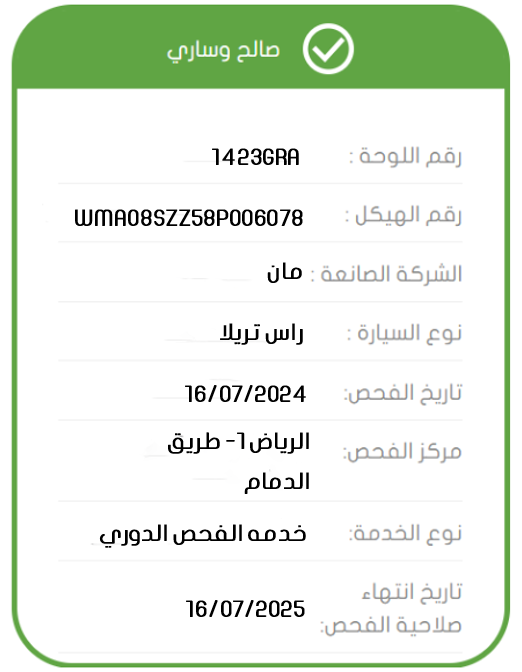 صالح وساري
رقم اللوحة : 1423GRA
رقم الهيكل : WMA08SZZ58P006078
الشركة الصانعة : مان
نوع السيارة : راس تريلا
تاريخ الفحص: 16/07/2024
مركز الفحص: الرياض1- طريق
الدمام
نوع الخدمة: خدمه الفحص الدوري
تاريخ انتهاء
صلاحية الفحص: 16/07/2025